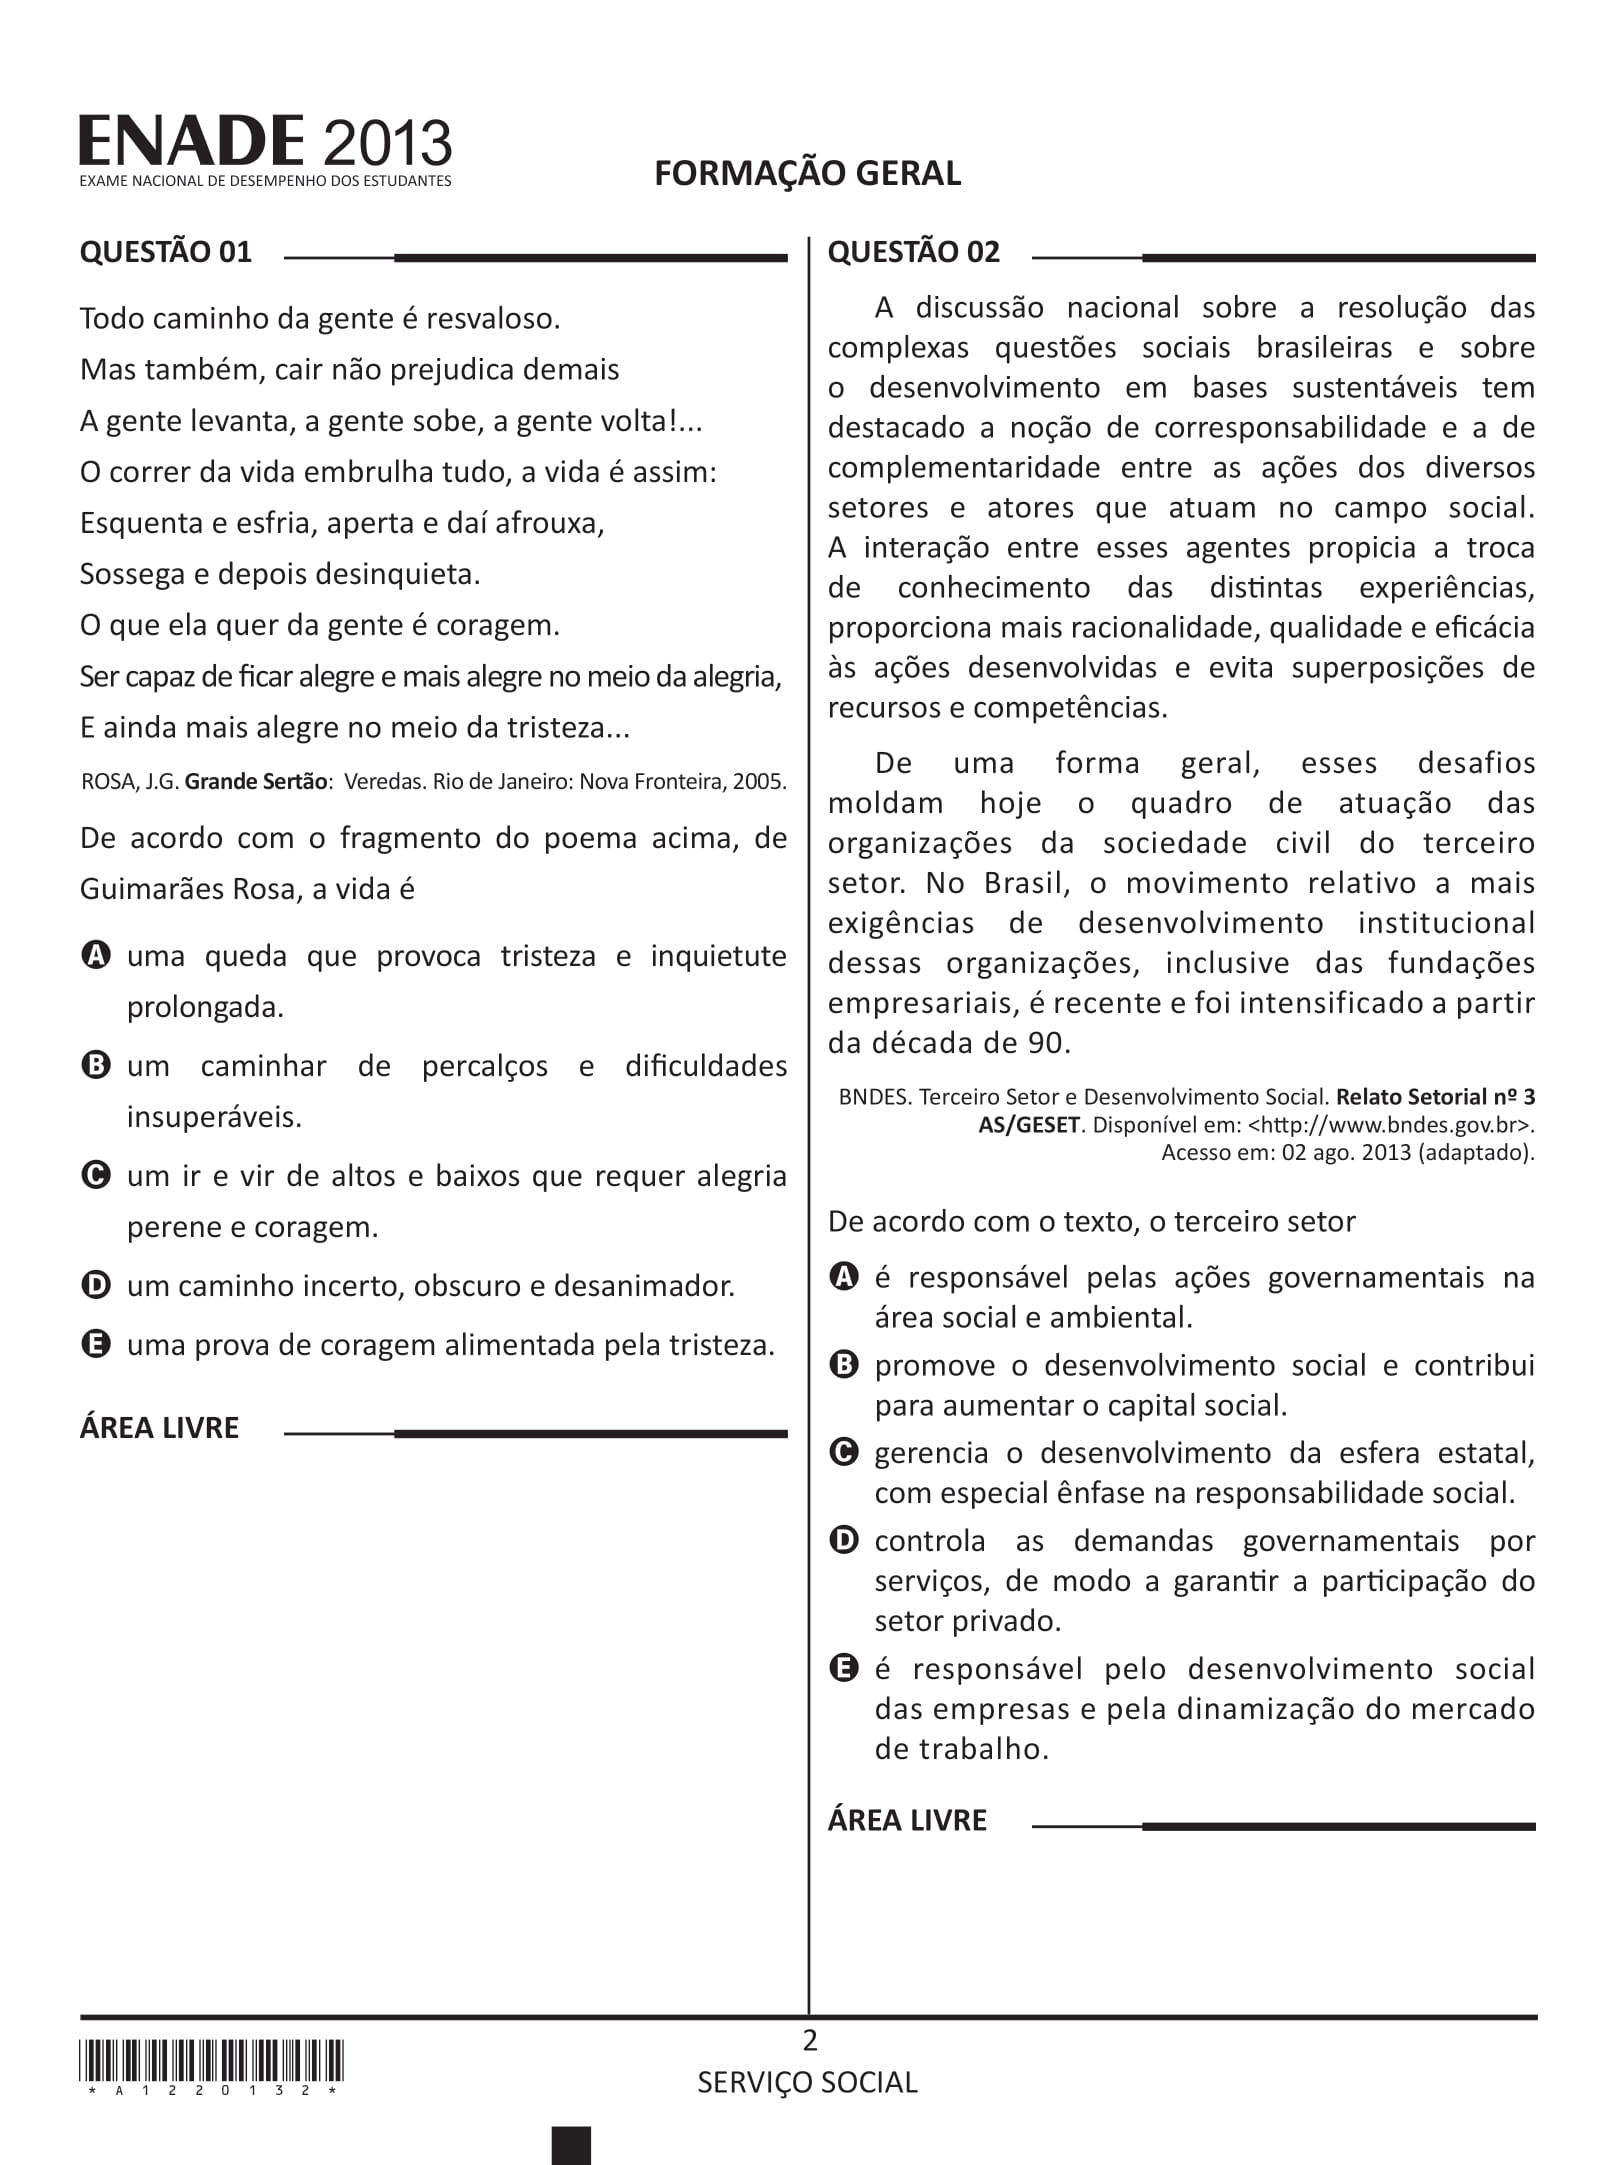 ENADE 2013
EXAME NACIONAL DE DESEMPENHO DOS ESTUDANTES
FORMAÇÃO GERAL
QUESTÃO 01
Todo caminho da gente é resvaloso.
Mas também, cair não prejudica demais
A gente levanta, a gente sobe, a gente volta!...
O correr da vida embrulha tudo, a vida é assim:
Esquenta e esfria, aperta e daí afrouxa,
Sossega e depois desinquieta.
O que ela quer da gente é coragem.
Ser capaz de ficar alegre e mais alegre no meio da alegria,
E ainda mais alegre no meio da tristeza...
ROSA, J.G. Grande Sertão: Veredas. Rio de Janeiro: Nova Fronteira, 2005.
De acordo com o fragmento do poema acima, de
Guimarães Rosa, a vida é
A uma queda que provoca tristeza e inquietute
prolongada.
B um caminhar de percalços e dificuldades
insuperáveis.
C um ir e vir de altos e baixos que requer alegria
perene e coragem.
D um caminho incerto, obscuro e desanimador.
E uma prova de coragem alimentada pela tristeza.
ÁREA LIVRE
QUESTÃO 02
A discussão nacional sobre a resolução das
complexas questões sociais brasileiras e sobre
o desenvolvimento em bases sustentáveis tem
destacado a noção de corresponsabilidade e a de
complementaridade entre as ações dos diversos
setores e atores que atuam no campo social.
A interação entre esses agentes propicia a troca
de conhecimento das distintas experiências,
proporciona mais racionalidade, qualidade e eficácia
às ações desenvolvidas e evita superposições de
recursos e competências.
De uma forma geral, esses desafios
moldam hoje o quadro de atuação das
organizações da sociedade civil do terceiro
setor. No Brasil, o movimento relativo a mais
exigências de desenvolvimento institucional
dessas organizações, inclusive das fundações
empresariais, é recente e foi intensificado a partir
da década de 90.
BNDES. Terceiro Setor e Desenvolvimento Social. Relato Setorial nº 3
AS/GESET. Disponível em: <http://www.bndes.gov.br>.
Acesso em: 02 ago. 2013 (adaptado).
De acordo com o texto, o terceiro setor
A é responsável pelas ações governamentais na
área social e ambiental.
B promove o desenvolvimento social e contribui
para aumentar o capital social.
C gerencia o desenvolvimento da esfera estatal,
com especial ênfase na responsabilidade social.
D controla as demandas governamentais por
serviços, de modo a garantir a participação do
setor privado.
E é responsável pelo desenvolvimento social
das empresas e pela dinamização do mercado
de trabalho.
ÁREA LIVRE
2
SERVIÇO SOCIAL
*A1220132*